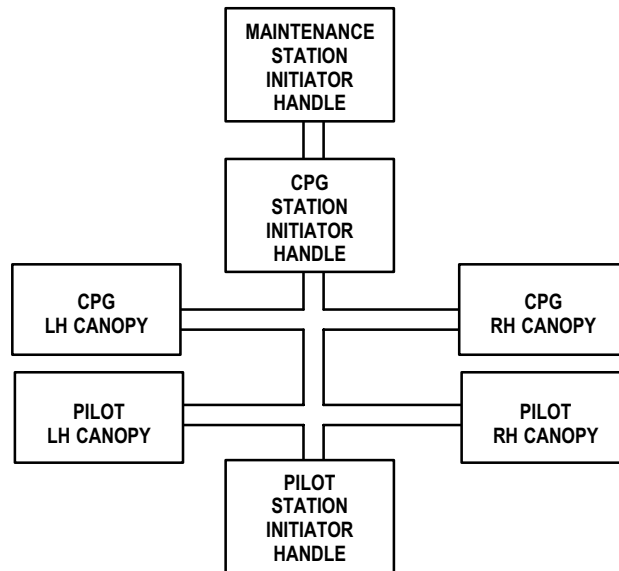 MAINTENANCE
STATION
INITIATOR
HANDLE
CPG
STATION
INITIATOR
HANDLE
CPG
LH CANOPY
CPG
RH CANOPY
PILOT
LH CANOPY
PILOT
RH CANOPY
PILOT
STATION
INITIATOR
HANDLE